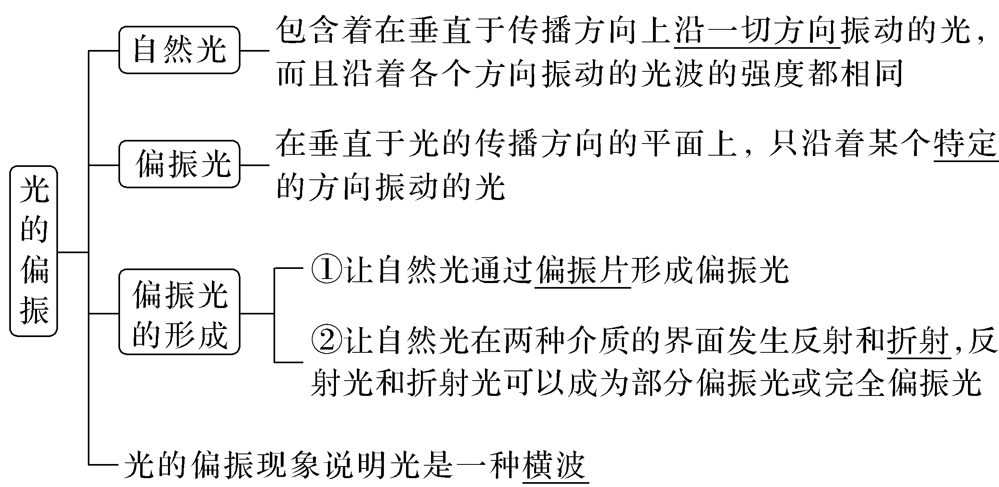 光的偏振
自然光
包含着在垂直于传播方向上沿一切方向振动的光，
而且沿着各个方向振动的光波的强度都相同
偏振光
在垂直于光的传播方向的平面上，只沿着某个特定
的方向振动的光
偏振光
的形成
①让自然光通过偏振片形成偏振光
②让自然光在两种介质的界面发生反射和折射，反
射光和折射光可以成为部分偏振光或完全偏振光
光的偏振现象说明光是一种横波